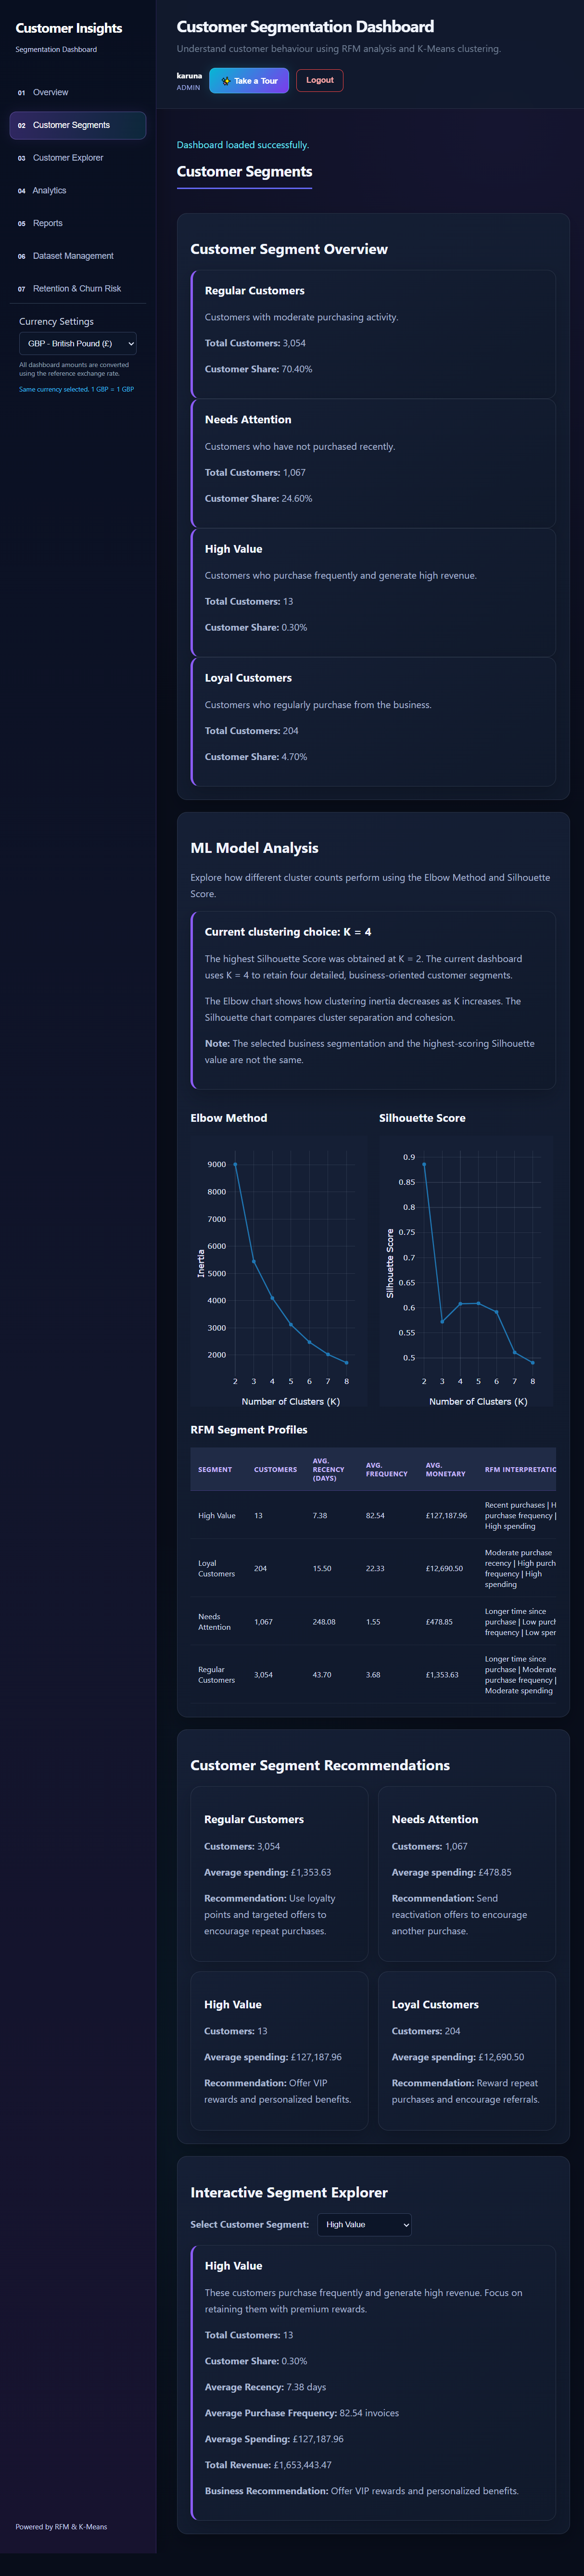 Customer Insights
Segmentation Dashboard
01 Overview
02 Customer Segments
03 Customer Explorer
04 Analytics
05 Reports
06 Dataset Management
07 Retention & Churn Risk
Currency Settings
GBP - British Pound (£)
All dashboard amounts are converted
using the reference exchange rate.
Same currency selected. 1 GBP = 1 GBP
Powered by RFM & K-Means
Customer Segmentation Dashboard
Understand customer behaviour using RFM analysis and K-Means clustering.
karuna
ADMIN
Take a Tour
Logout
Dashboard loaded successfully.
Customer Segments
Customer Segment Overview
Regular Customers
Customers with moderate purchasing activity.
Total Customers: 3,054
Customer Share: 70.40%
Needs Attention
Customers who have not purchased recently.
Total Customers: 1,067
Customer Share: 24.60%
High Value
Customers who purchase frequently and generate high revenue.
Total Customers: 13
Customer Share: 0.30%
Loyal Customers
Customers who regularly purchase from the business.
Total Customers: 204
Customer Share: 4.70%
ML Model Analysis
Explore how different cluster counts perform using the Elbow Method and Silhouette
Score.
Current clustering choice: K = 4
The highest Silhouette Score was obtained at K = 2. The current dashboard
uses K = 4 to retain four detailed, business-oriented customer segments.
The Elbow chart shows how clustering inertia decreases as K increases. The
Silhouette chart compares cluster separation and cohesion.
Note: The selected business segmentation and the highest-scoring Silhouette
value are not the same.
Elbow Method
9000
8000
7000
6000
5000
4000
3000
2000
Inertia
2 3 4 5 6 7 8
Number of Clusters (K)
Silhouette Score
0.9
0.85
0.8
0.75
0.7
0.65
0.6
0.55
0.5
Silhouette Score
2 3 4 5 6 7 8
Number of Clusters (K)
RFM Segment Profiles
SEGMENT CUSTOMERS AVG. RECENCY (DAYS) AVG. FREQUENCY AVG. MONETARY RFM INTERPRETATIO
High Value 13 7.38 82.54 £127,187.96 Recent purchases | H
purchase frequency |
High spending
Loyal Customers 204 15.50 22.33 £12,690.50 Moderate purchase
recency | High purch
frequency | High
spending
Needs Attention 1,067 248.08 1.55 £478.85 Longer time since
purchase | Low purch
frequency | Low sper
Regular Customers 3,054 43.70 3.68 £1,353.63 Longer time since
purchase | Moderate
purchase frequency |
Moderate spending
Customer Segment Recommendations
Regular Customers
Customers: 3,054
Average spending: £1,353.63
Recommendation: Use loyalty
points and targeted offers to
encourage repeat purchases.
Needs Attention
Customers: 1,067
Average spending: £478.85
Recommendation: Send
reactivation offers to encourage
another purchase.
High Value
Customers: 13
Average spending: £127,187.96
Recommendation: Offer VIP
rewards and personalized benefits.
Loyal Customers
Customers: 204
Average spending: £12,690.50
Recommendation: Reward repeat
purchases and encourage referrals.
Interactive Segment Explorer
Select Customer Segment: High Value
High Value
These customers purchase frequently and generate high revenue. Focus on
retaining them with premium rewards.
Total Customers: 13
Customer Share: 0.30%
Average Recency: 7.38 days
Average Purchase Frequency: 82.54 invoices
Average Spending: £127,187.96
Total Revenue: £1,653,443.47
Business Recommendation: Offer VIP rewards and personalized benefits.